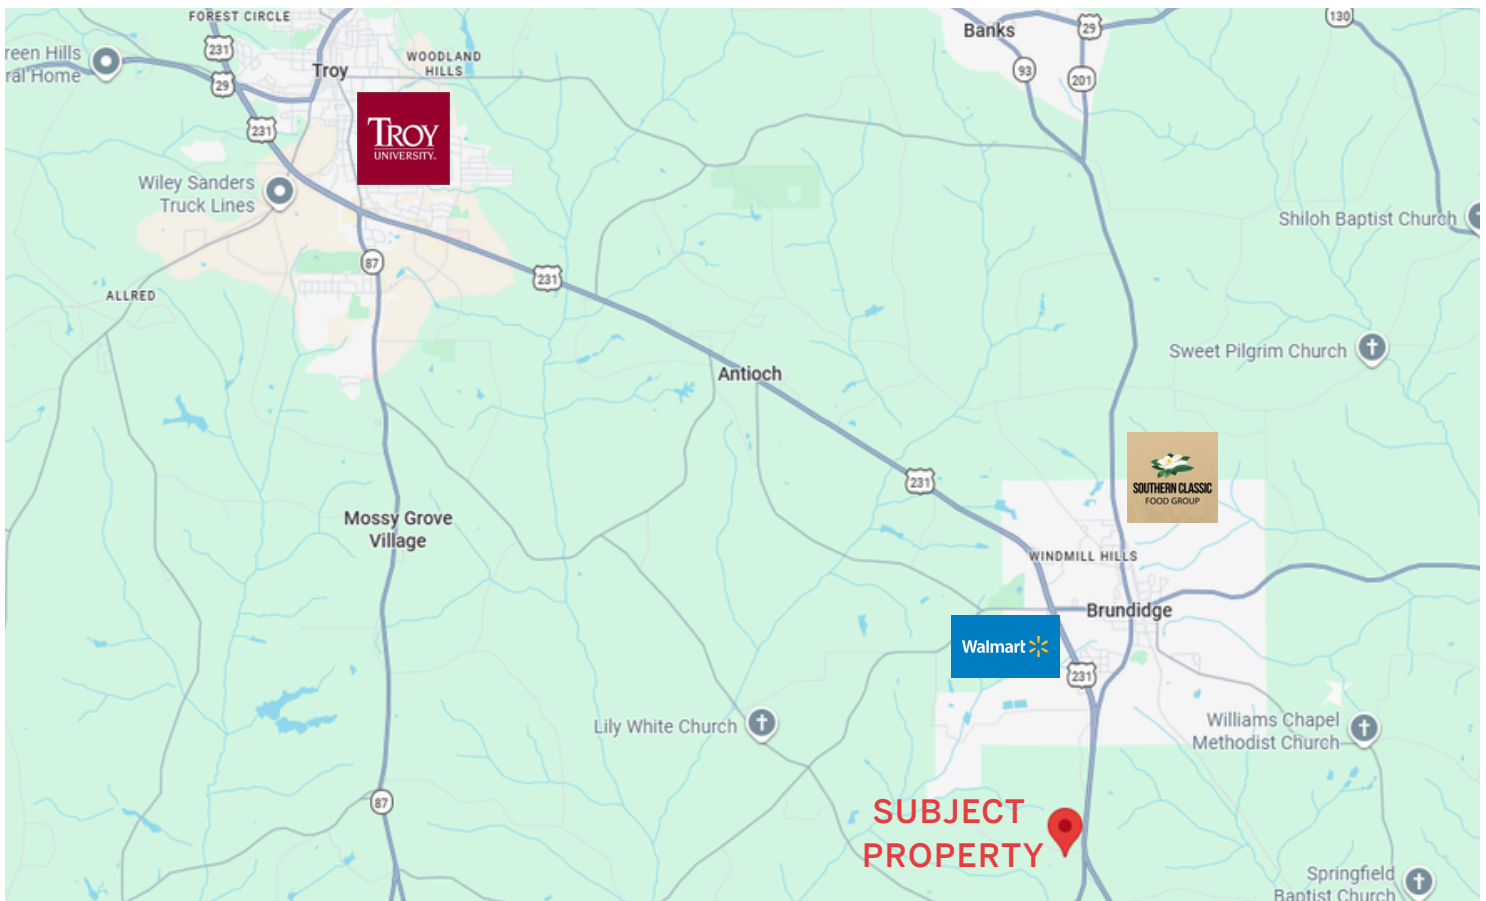 FOREST CIRCLE
Banks
29
130
231
reen Hills
ral Home
Troy
WOODLAND
HILLS
93
201
29
231
TROY
UNIVERSITY
Wiley Sanders
Truck Lines
Shiloh Baptist Church
87
231
ALLRED
Sweet Pilgrim Church
Antioch
SOUTHERN CLASSIC
FOOD GROUP
231
Mossy Grove
Village
WINDMILL HILLS
Brundidge
Walmart
231
Lily White Church
Williams Chapel
Methodist Church
87
SUBJECT
PROPERTY
Springfield
Baptist Church